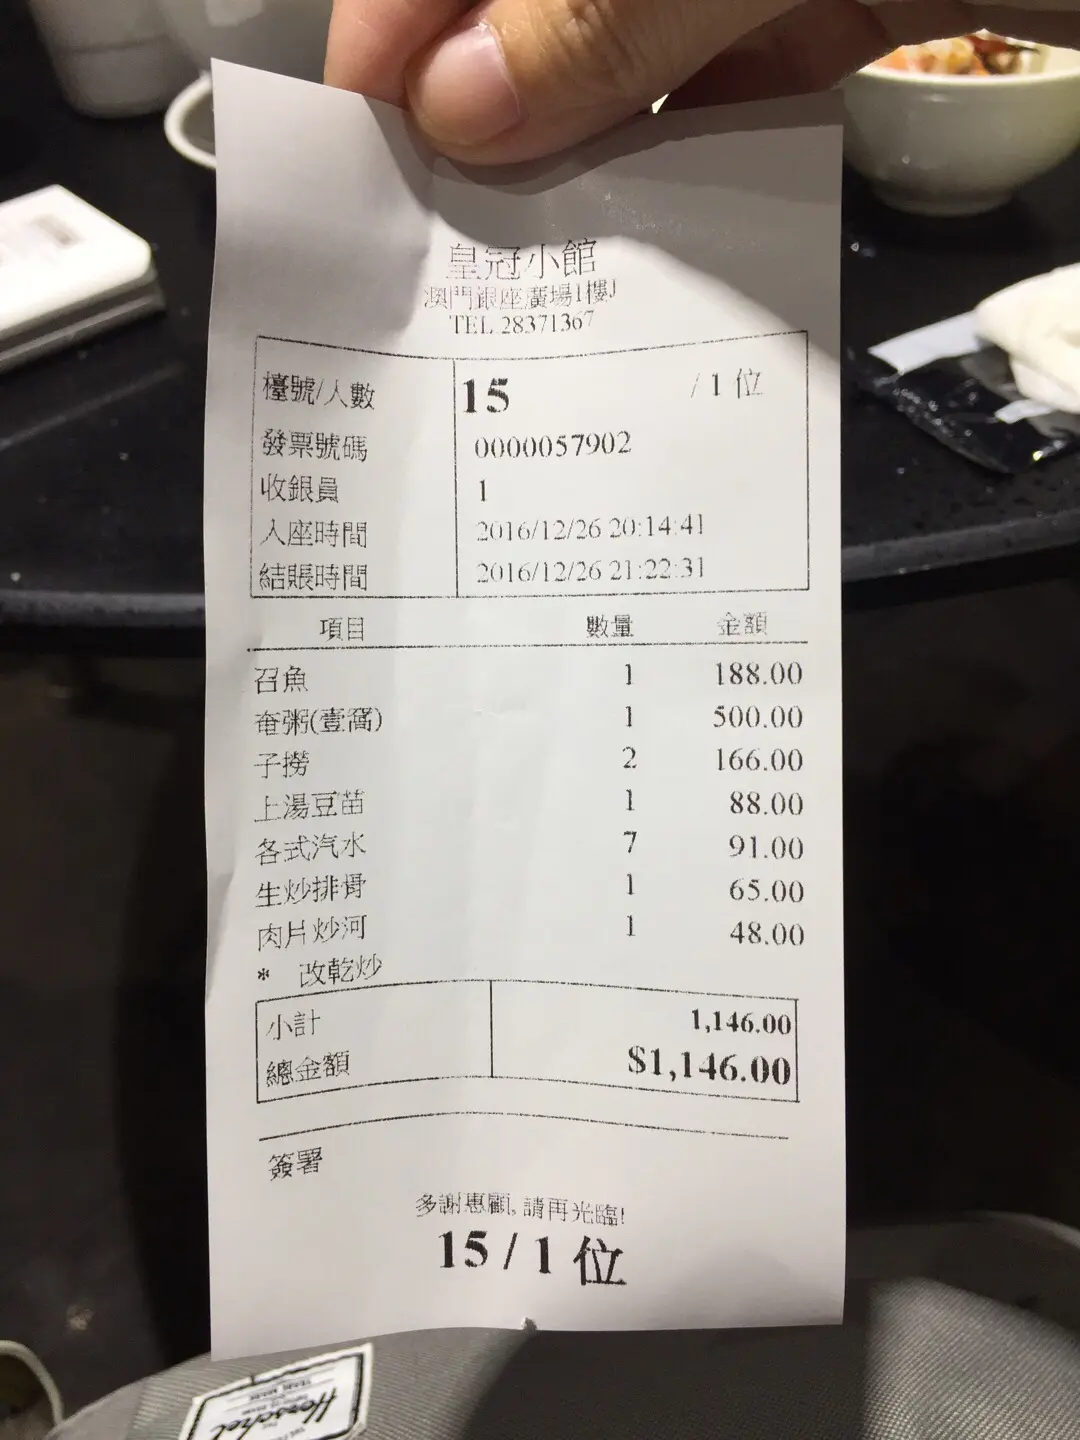 皇冠小館
澳門銀座廣場1樓J
TEL 28371367
檯號/人數 15 / 1 位
發票號碼 0000057902
收銀員 1
入座時間 2016/12/26 20:14:41
結賬時間 2016/12/26 21:22:31
項目 數量 金額
召魚 1 188.00
奄粥(壹窩) 1 500.00
子撈 2 166.00
上湯豆苗 1 88.00
各式汽水 7 91.00
生炒排骨 1 65.00
肉片炒河 1 48.00
* 改乾炒
小計 1,146.00
總金額 $1,146.00
簽署
多謝惠顧, 請再光臨!
15 / 1 位
Herschel